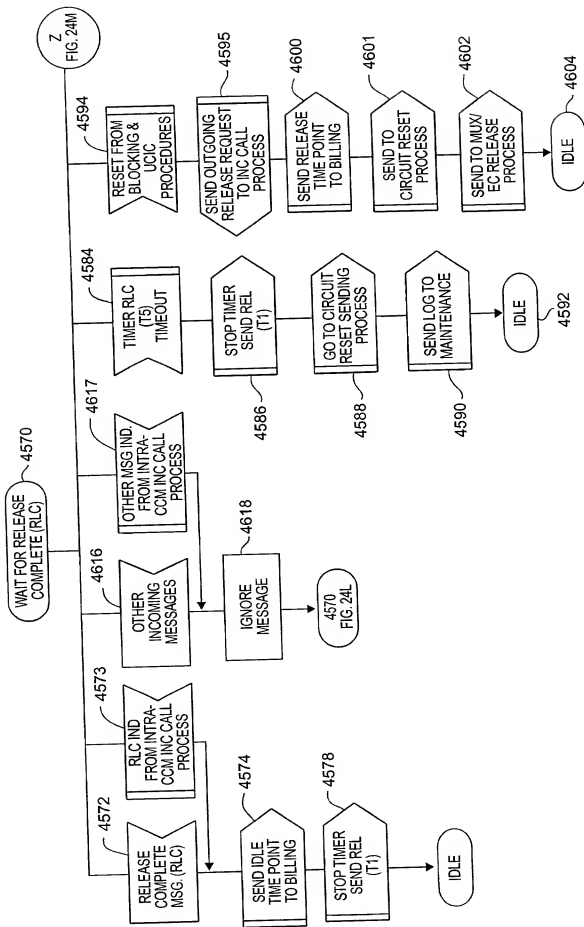 WAIT FOR RELEASE
COMPLETE (RLC)
4570
Z
FIG. 24M
4572
RELEASE
COMPLETE
MSG. (RLC)
4573
RLC IND
FROM INTRA-
CCM INC CALL
PROCESS
4574
SEND IDLE
TIME POINT
TO BILLING
4578
STOP TIMER
SEND REL
(T1)
IDLE
4616
OTHER
INCOMING
MESSAGES
4617
OTHER MSG IND.
FROM INTRA-
CCM INC CALL
PROCESS
4618
IGNORE
MESSAGE
4570
FIG. 24L
4584
TIMER RLC
(T5)
TIMEOUT
STOP TIMER
SEND REL
(T1)
4586
GO TO CIRCUIT
RESET SENDING
PROCESS
4588
SEND LOG TO
MAINTENANCE
4590
IDLE
4592
4594
RESET FROM
BLOCKING &
UCIC
PROCEDURES
4595
SEND OUTGOING
RELEASE REQUEST
TO INC CALL
PROCESS
4600
SEND RELEASE
TIME POINT
TO BILLING
4601
SEND TO
CIRCUIT RESET
PROCESS
4602
SEND TO MUX/
EC RELEASE
PROCESS
4604
IDLE